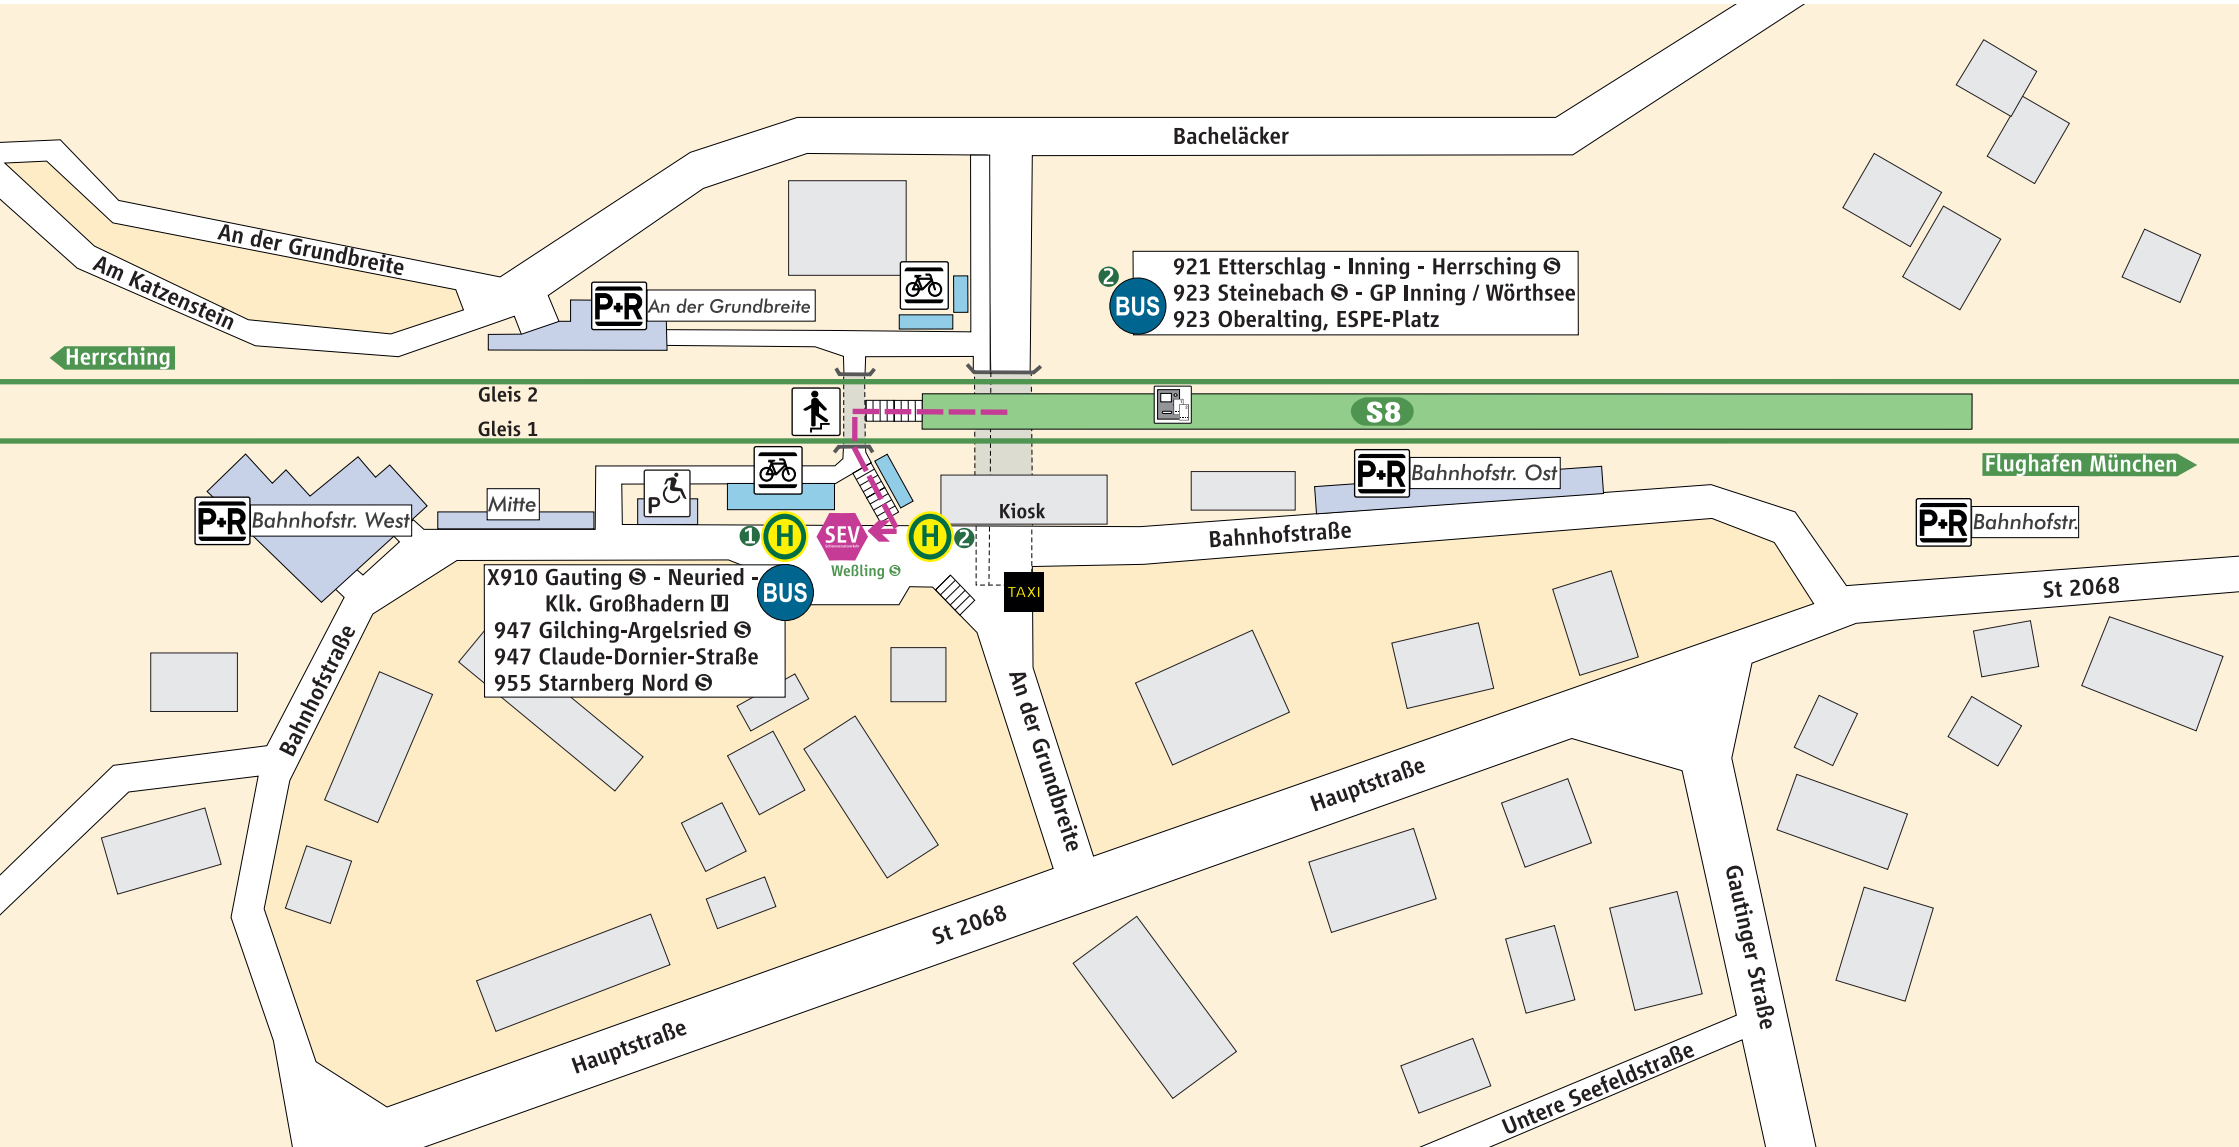 Bacheläcker
An der Grundbreite
Am Katzenstein
P+R An der Grundbreite
2
BUS
921 Etterschlag - Inning - Herrsching S
923 Steinebach S - GP Inning / Wörthsee
923 Oberalting, ESPE-Platz
Herrsching
Gleis 2
Gleis 1
S8
Flughafen München
P+R Bahnhofstr. West
Mitte
P
Kiosk
P+R Bahnhofstr. Ost
P+R Bahnhofstr.
1 H
SEV
H 2
Weßling S
Bahnhofstraße
St 2068
TAXI
X910 Gauting S - Neuried -
Klk. Großhadern U
947 Gilching-Argelsried S
947 Claude-Dornier-Straße
955 Starnberg Nord S
BUS
Bahnhofstraße
An der Grundbreite
Hauptstraße
St 2068
Hauptstraße
Gautinger Straße
Untere Seefeldstraße